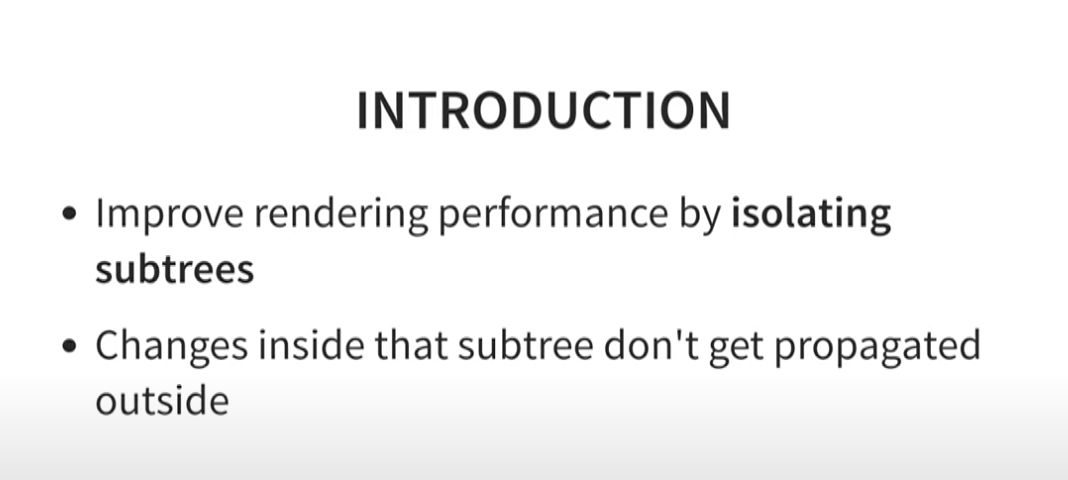 INTRODUCTION
• Improve rendering performance by isolating
subtrees
• Changes inside that subtree don't get propagated
outside